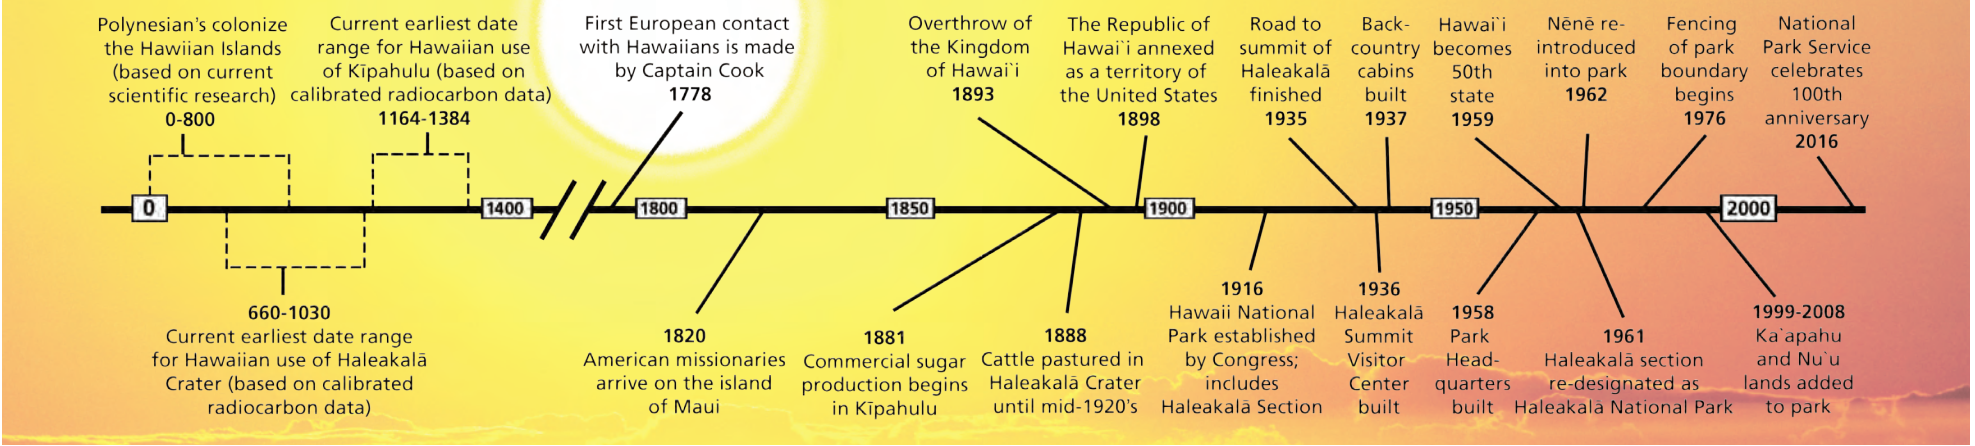 Polynesian's colonize
the Hawiian Islands
(based on current
scientific research)
0-800
Current earliest date
range for Hawaiian use
of Kīpahulu (based on
calibrated radiocarbon data)
1164-1384
First European contact
with Hawaiians is made
by Captain Cook
1778
Overthrow of
the Kingdom
of Hawai`i
1893
The Republic of
Hawai`i annexed
as a territory of
the United States
1898
Road to
summit of
Haleakalā
finished
1935
Back-
country
cabins
built
1937
Hawai`i
becomes
50th
state
1959
Nēnē re-
introduced
into park
1962
Fencing
of park
boundary
begins
1976
National
Park Service
celebrates
100th
anniversary
2016
0
1400
1800
1850
1900
1950
2000
660-1030
Current earliest date range
for Hawaiian use of Haleakalā
Crater (based on calibrated
radiocarbon data)
1820
American missionaries
arrive on the island
of Maui
1881
Commercial sugar
production begins
in Kīpahulu
1888
Cattle pastured in
Haleakalā Crater
until mid-1920's
1916
Hawaii National
Park established
by Congress;
includes
Haleakalā Section
1936
Haleakalā
Summit
Visitor
Center
built
1958
Park
Head-
quarters
built
1961
Haleakalā section
re-designated as
Haleakalā National Park
1999-2008
Ka`apahu
and Nu`u
lands added
to park